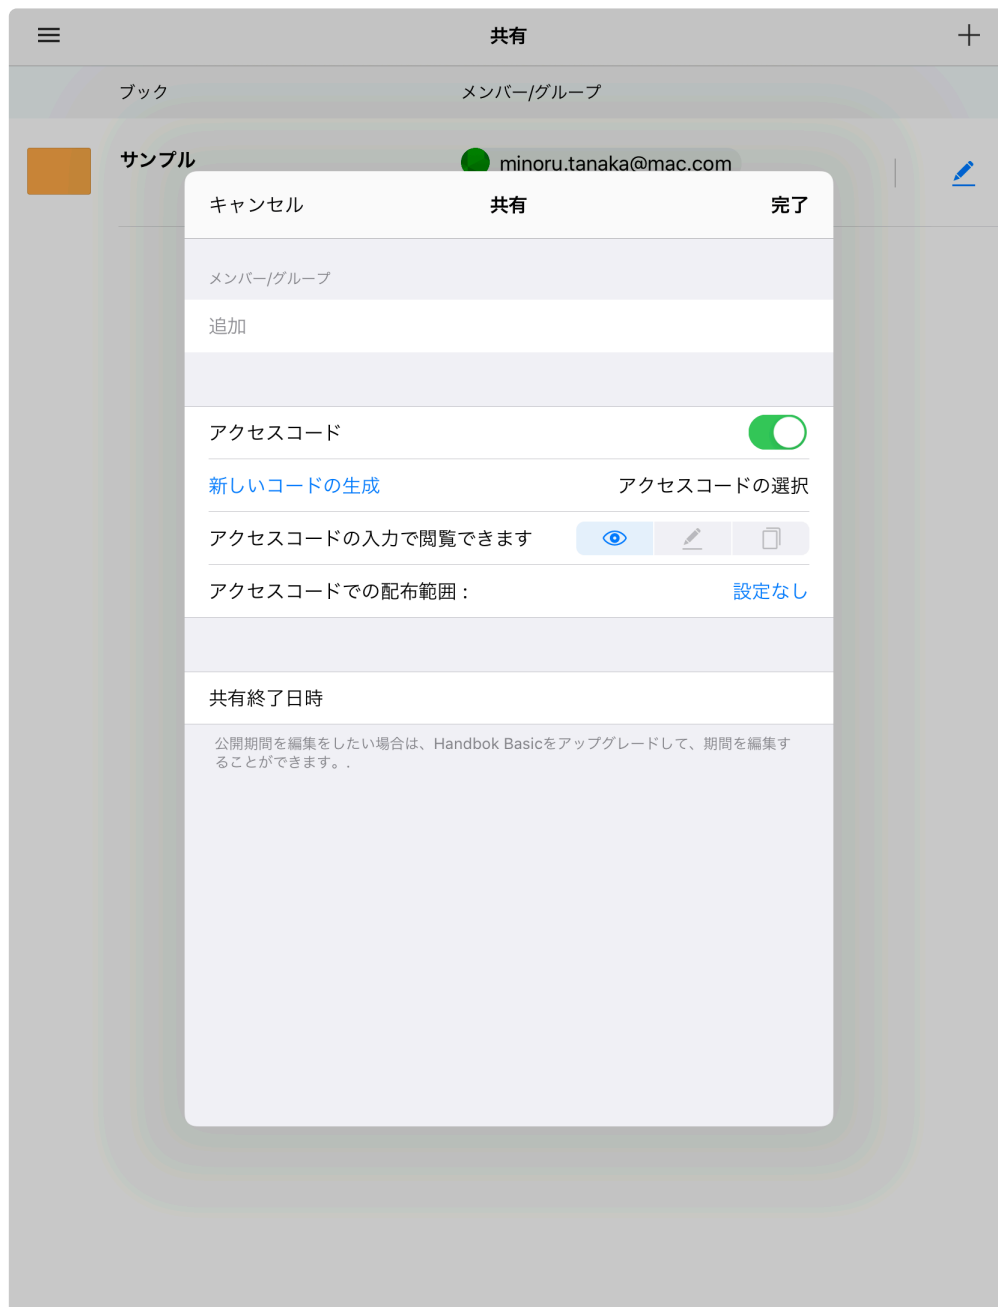 共有
ブック メンバー/グループ
サンプル minoru.tanaka@mac.com
キャンセル 共有 完了
メンバー/グループ
追加
アクセスコード
新しいコードの生成 アクセスコードの選択
アクセスコードの入力で閲覧できます
アクセスコードでの配布範囲： 設定なし
共有終了日時
公開期間を編集をしたい場合は、Handbok Basicをアップグレードして、期間を編集す
ることができます。.